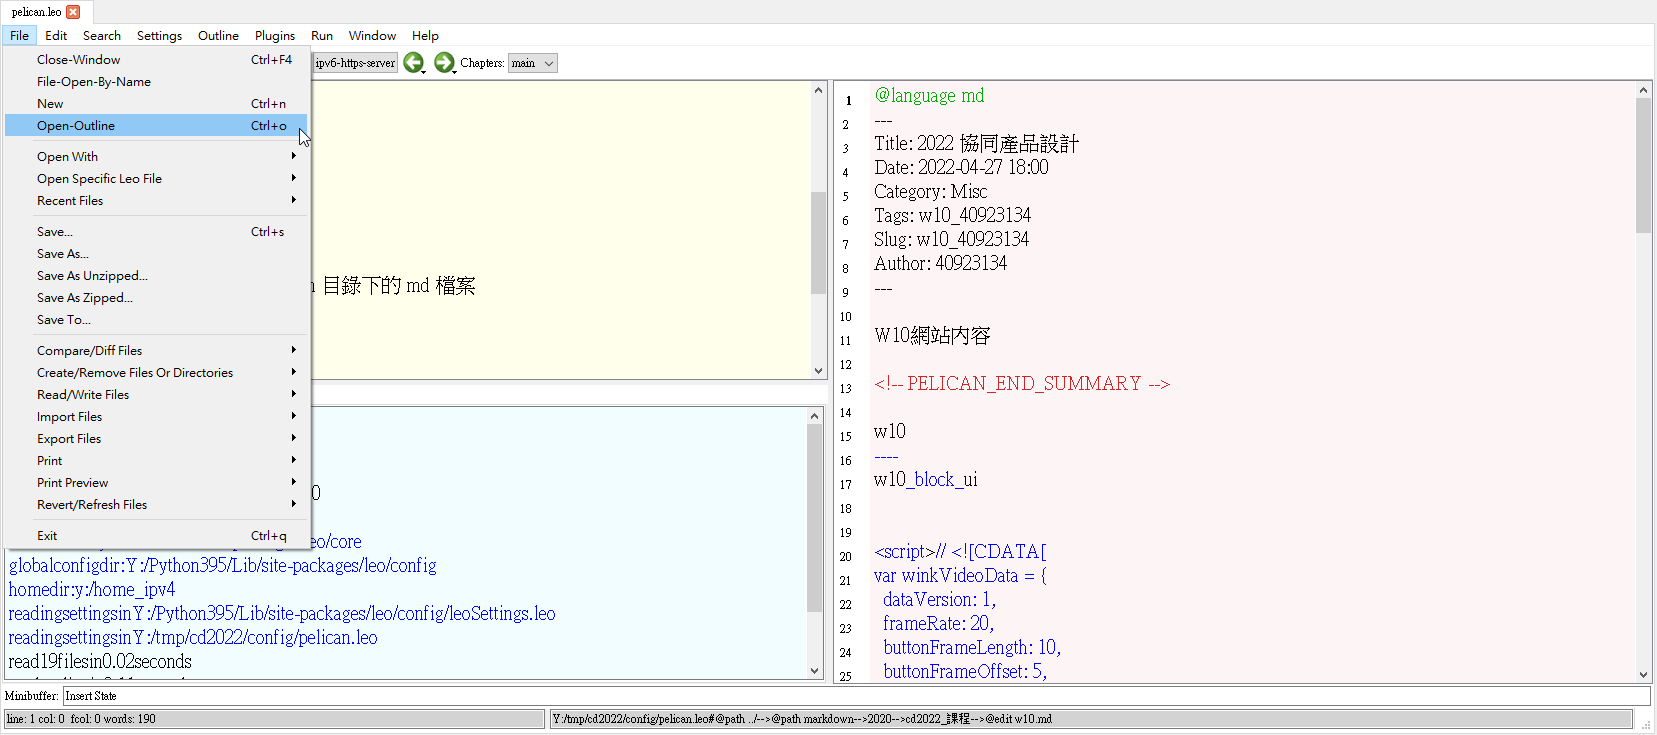 pelican.leo
File Edit Search Settings Outline Plugins Run Window Help
Close-Window Ctrl+F4
File-Open-By-Name
New Ctrl+n
Open-Outline Ctrl+o
Open With
Open Specific Leo File
Recent Files
Save... Ctrl+s
Save As...
Save As Unzipped...
Save As Zipped...
Save To...
Compare/Diff Files
Create/Remove Files Or Directories
Read/Write Files
Import Files
Export Files
Print
Print Preview
Revert/Refresh Files
Exit Ctrl+q
ipv6-https-server Chapters: main
目錄下的 md 檔案
0
eo/core
globalconfigdir:Y:/Python395/Lib/site-packages/leo/config
homedir:y:/home_ipv4
readingsettingsinY:/Python395/Lib/site-packages/leo/config/leoSettings.leo
readingsettingsinY:/tmp/cd2022/config/pelican.leo
read19filesin0.02seconds
1 @language md
2 ---
3 Title: 2022 協同產品設計
4 Date: 2022-04-27 18:00
5 Category: Misc
6 Tags: w10_40923134
7 Slug: w10_40923134
8 Author: 40923134
9 ---
10
11 W10網站內容
12
13 <!-- PELICAN_END_SUMMARY -->
14
15 w10
16 ----
17 w10_block_ui
18
19
20 <script>// <![CDATA[
21 var winkVideoData = {
22 dataVersion: 1,
23 frameRate: 20,
24 buttonFrameLength: 10,
25 buttonFrameOffset: 5,
Minibuffer: Insert State
line: 1 col: 0 fcol: 0 words: 190
Y:/tmp/cd2022/config/pelican.leo#@path ../-->@path markdown-->2020-->cd2022_課程-->@edit w10.md